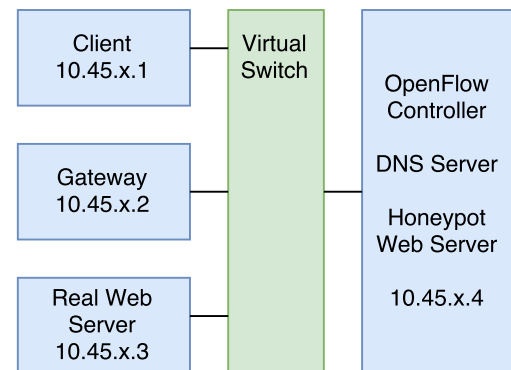 Client
10.45.x.1
Gateway
10.45.x.2
Real Web
Server
10.45.x.3
Virtual
Switch
OpenFlow
Controller
DNS Server
Honeypot
Web Server
10.45.x.4